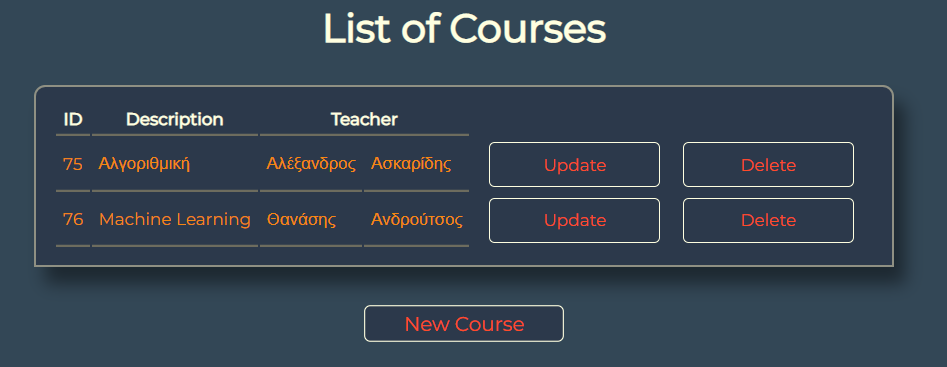 List of Courses
ID Description Teacher
75 Αλγοριθμική Αλέξανδρος Ασκαρίδης Update Delete
76 Machine Learning Θανάσης Ανδρούτσος Update Delete
New Course